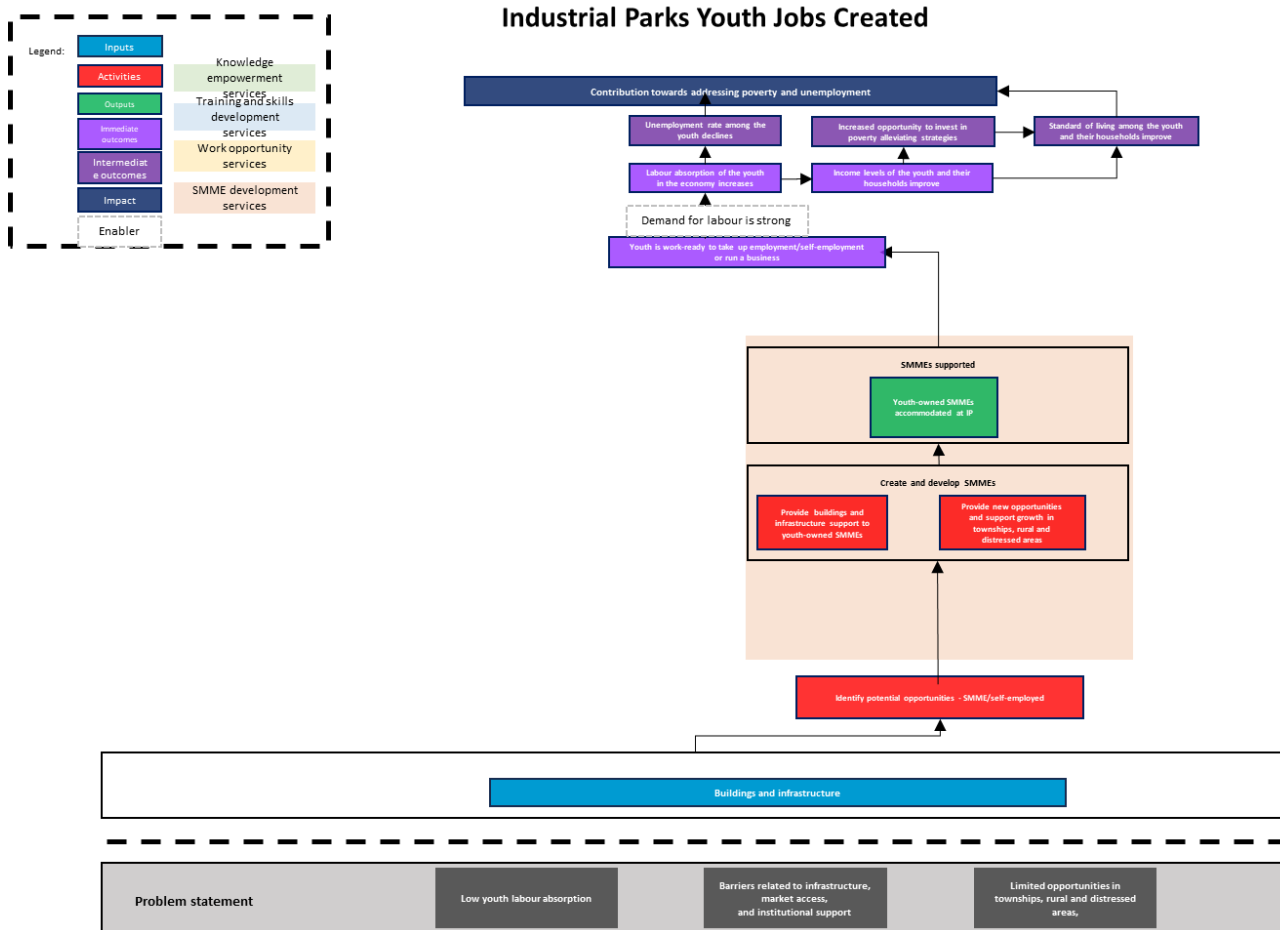 Industrial Parks Youth Jobs Created
Legend:
Inputs
Activities
Outputs
Immediate
outcomes
Intermediat
e outcomes
Impact
Enabler
Knowledge
empowerment
services
Training and skills
development
services
Work opportunity
services
SMME development
services
Contribution towards addressing poverty and unemployment
Unemployment rate among the
youth declines
Increased opportunity to invest in
poverty alleviating strategies
Standard of living among the youth
and their households improve
Labour absorption of the youth
in the economy increases
Income levels of the youth and their
households improve
Demand for labour is strong
Youth is work-ready to take up employment/self-employment
or run a business
SMMEs supported
Youth-owned SMMEs
accommodated at IP
Create and develop SMMEs
Provide buildings and
infrastructure support to
youth-owned SMMEs
Provide new opportunities
and support growth in
townships, rural and
distressed areas
Identify potential opportunities - SMME/self-employed
Buildings and infrastructure
Problem statement
Low youth labour absorption
Barriers related to infrastructure,
market access,
and institutional support
Limited opportunities in
townships, rural and distressed
areas,